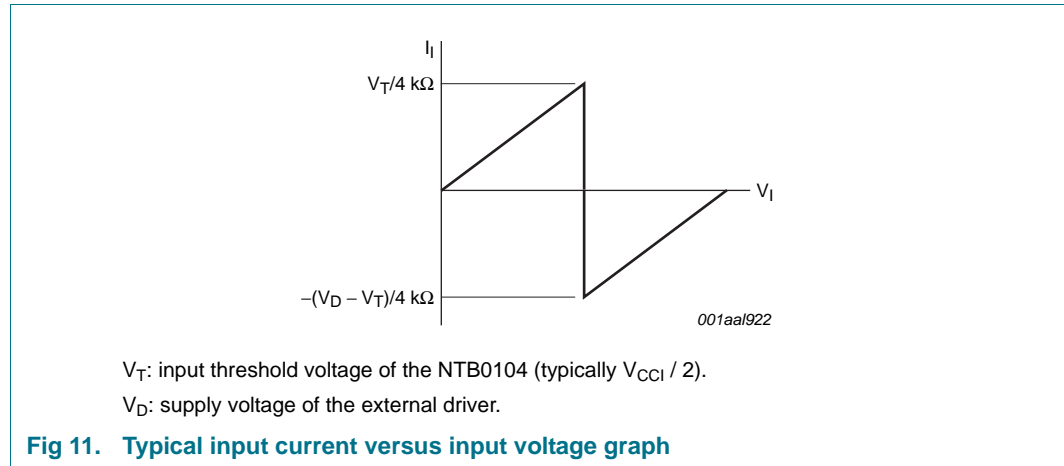 I_I
V_T/4 kΩ
V_I
−(V_D − V_T)/4 kΩ
001aal922
V_T: input threshold voltage of the NTB0104 (typically V_CCI / 2).
V_D: supply voltage of the external driver.
Fig 11. Typical input current versus input voltage graph